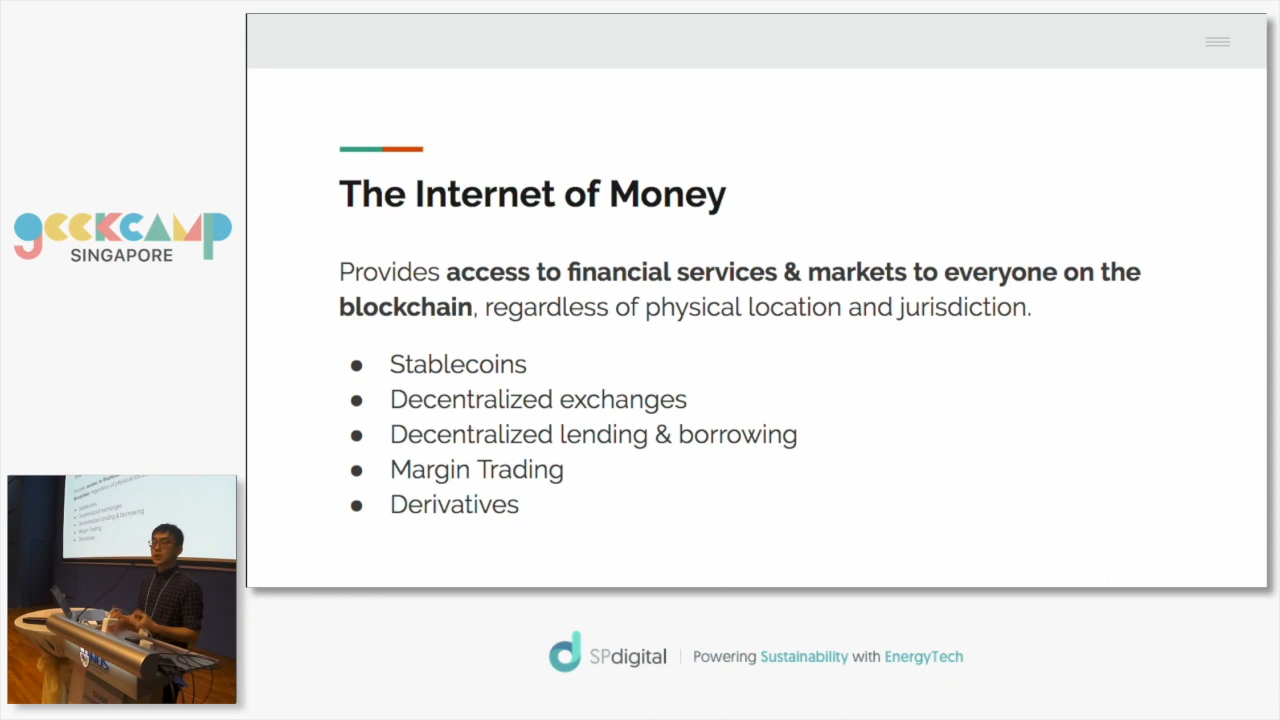 The Internet of Money
Provides access to financial services & markets to everyone on the
blockchain, regardless of physical location and jurisdiction.
● Stablecoins
● Decentralized exchanges
● Decentralized lending & borrowing
● Margin Trading
● Derivatives
geekcamp
SINGAPORE
SPdigital
Powering Sustainability with EnergyTech
NUS